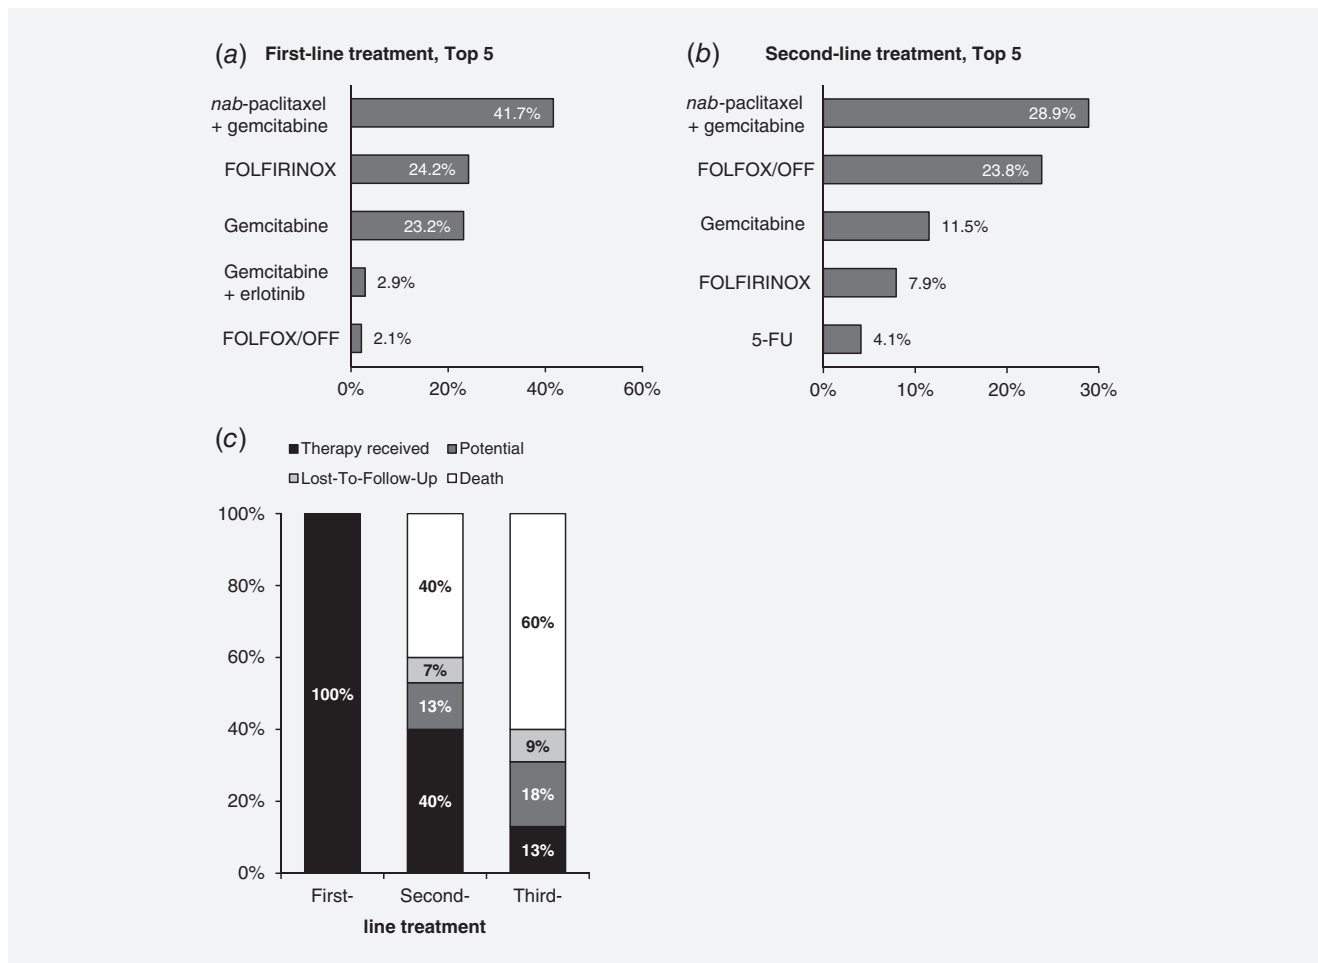 (a) First-line treatment, Top 5
nab-paclitaxel
+ gemcitabine
41.7%
FOLFIRINOX
24.2%
Gemcitabine
23.2%
Gemcitabine
+ erlotinib
2.9%
FOLFOX/OFF
2.1%
0% 20% 40% 60%
(b) Second-line treatment, Top 5
nab-paclitaxel
+ gemcitabine
28.9%
FOLFOX/OFF
23.8%
Gemcitabine
11.5%
FOLFIRINOX
7.9%
5-FU
4.1%
0% 10% 20% 30%
(c)
Therapy received Potential
Lost-To-Follow-Up Death
100%
80%
60%
40%
20%
0%
100%
40%
7%
13%
40%
60%
9%
18%
13%
First- Second- Third-
line treatment